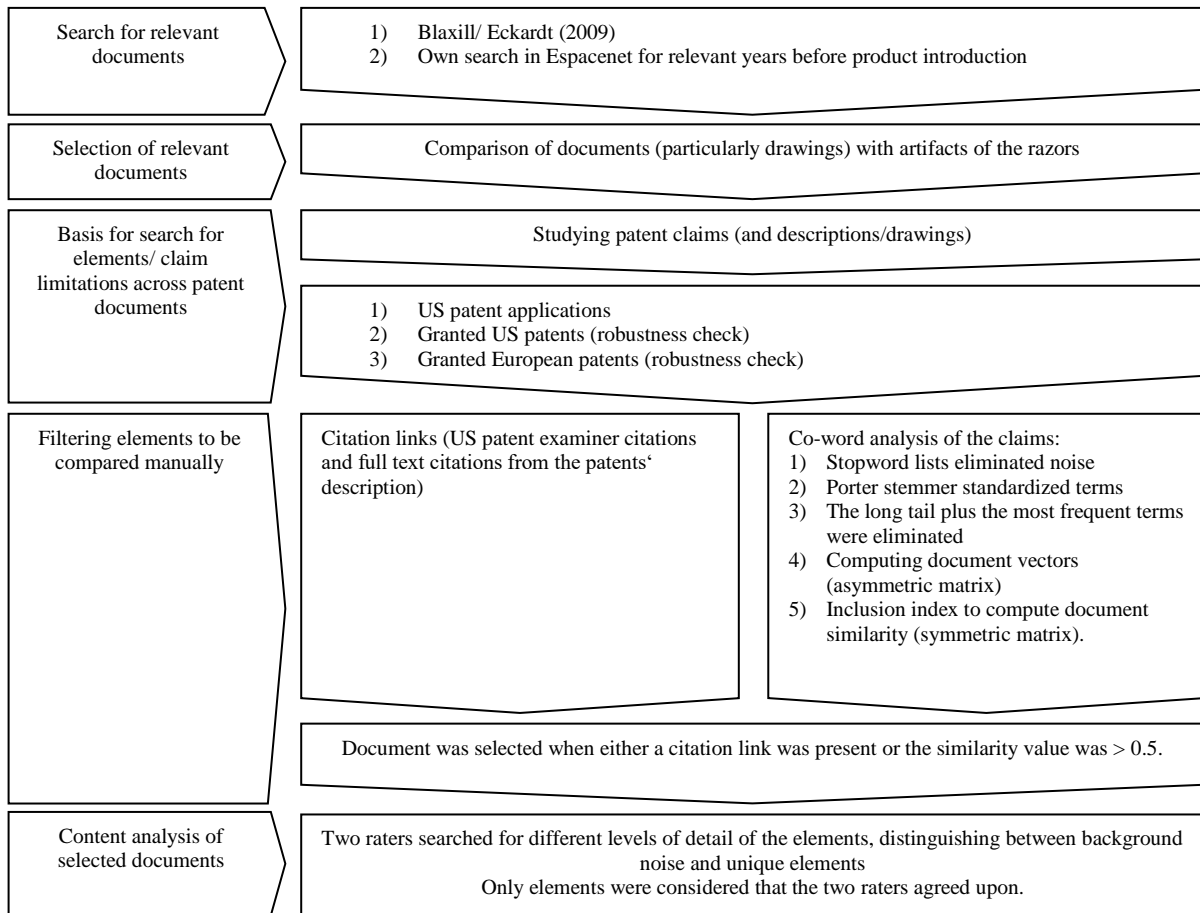 Search for relevant
documents
1) Blaxill/ Eckardt (2009)
2) Own search in Espacenet for relevant years before product introduction
Selection of relevant
documents
Comparison of documents (particularly drawings) with artifacts of the razors
Basis for search for
elements/ claim
limitations across patent
documents
Studying patent claims (and descriptions/drawings)
1) US patent applications
2) Granted US patents (robustness check)
3) Granted European patents (robustness check)
Filtering elements to be
compared manually
Citation links (US patent examiner citations
and full text citations from the patents‘
description)
Co-word analysis of the claims:
1) Stopword lists eliminated noise
2) Porter stemmer standardized terms
3) The long tail plus the most frequent terms
were eliminated
4) Computing document vectors
(asymmetric matrix)
5) Inclusion index to compute document
similarity (symmetric matrix).
Document was selected when either a citation link was present or the similarity value was > 0.5.
Content analysis of
selected documents
Two raters searched for different levels of detail of the elements, distinguishing between background
noise and unique elements
Only elements were considered that the two raters agreed upon.